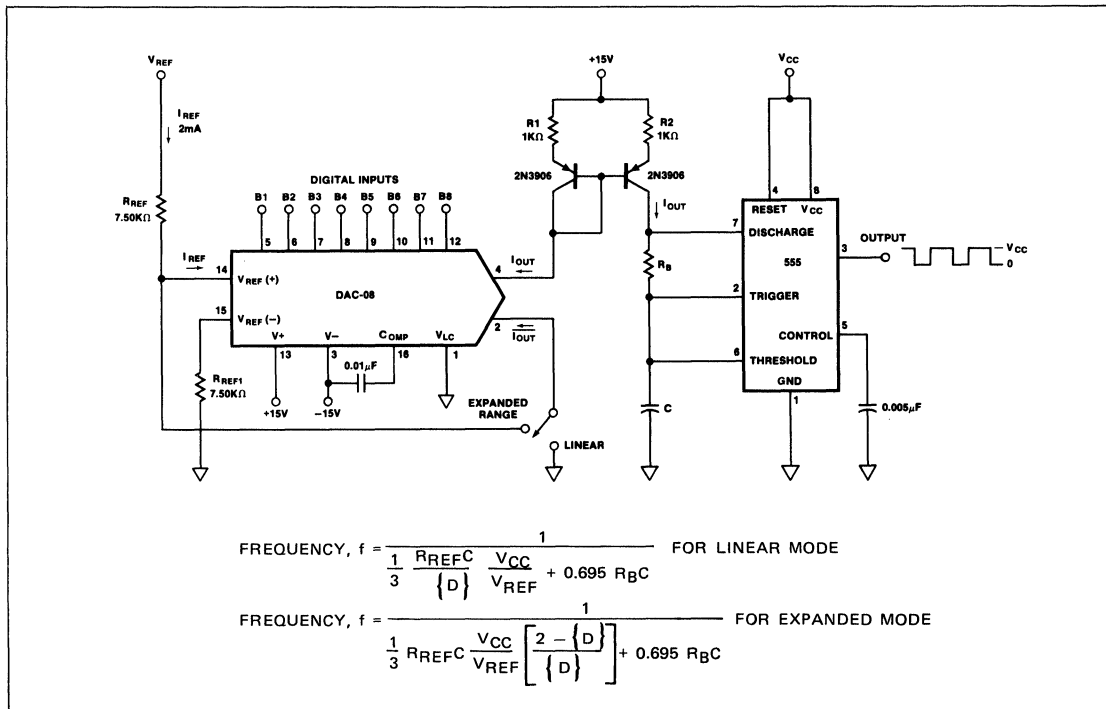 VREF
+15V
VCC
IREF
2mA
R1
1KΩ
R2
1KΩ
2N3906
2N3906
DIGITAL INPUTS
B1 B2 B3 B4 B5 B6 B7 B8
5 6 7 8 9 10 11 12
RREF
7.50KΩ
IREF
14
VREF (+)
15
VREF (−)
DAC-08
V+
V−
COMP
VLC
13
3
16
1
0.01μF
4
IOUT
2
IOUT
IOUT
RREF1
7.50KΩ
+15V
−15V
EXPANDED
RANGE
LINEAR
RB
C
4
8
RESET
VCC
7
DISCHARGE
555
3
OUTPUT
VCC
0
2
TRIGGER
CONTROL
5
6
THRESHOLD
GND
1
0.005μF
FREQUENCY, f = 1 / (1/3 RREFC/{D} VCC/VREF + 0.695 RBC) FOR LINEAR MODE
FREQUENCY, f = 1 / (1/3 RREFC VCC/VREF [(2 − {D})/{D}] + 0.695 RBC) FOR EXPANDED MODE